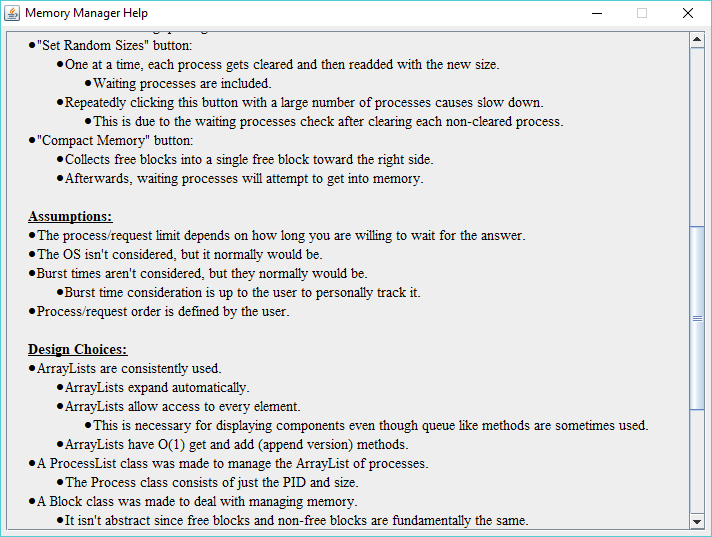 Memory Manager Help
●"Set Random Sizes" button:
●One at a time, each process gets cleared and then readded with the new size.
●Waiting processes are included.
●Repeatedly clicking this button with a large number of processes causes slow down.
●This is due to the waiting processes check after clearing each non-cleared process.
●"Compact Memory" button:
●Collects free blocks into a single free block toward the right side.
●Afterwards, waiting processes will attempt to get into memory.
Assumptions:
●The process/request limit depends on how long you are willing to wait for the answer.
●The OS isn't considered, but it normally would be.
●Burst times aren't considered, but they normally would be.
●Burst time consideration is up to the user to personally track it.
●Process/request order is defined by the user.
Design Choices:
●ArrayLists are consistently used.
●ArrayLists expand automatically.
●ArrayLists allow access to every element.
●This is necessary for displaying components even though queue like methods are sometimes used.
●ArrayLists have O(1) get and add (append version) methods.
●A ProcessList class was made to manage the ArrayList of processes.
●The Process class consists of just the PID and size.
●A Block class was made to deal with managing memory.
●It isn't abstract since free blocks and non-free blocks are fundamentally the same.